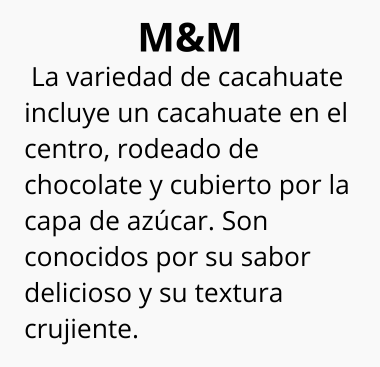 M&M
La variedad de cacahuate
incluye un cacahuate en el
centro, rodeado de
chocolate y cubierto por la
capa de azúcar. Son
conocidos por su sabor
delicioso y su textura
crujiente.